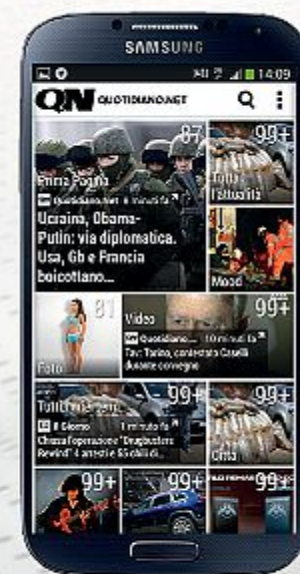 SAMSUNG
14:09
QN QUOTIDIANO.NET
87
Prima Pagina
Quotidiano.Net 6 minuti fa
Ucraina, Obama-
Putin: via diplomatica.
Usa, Gb e Francia
boicottano...
99+
Tutta
l'attualità
Mood
81
Foto
99+
Video
Quotidiano... 10 minuti fa
Tav: Torino, contestato Caselli
durante convegno
99+
Il Giorno 1 minuto fa
Chiusa l'operazione "Drugbusters
Rewind" 4 arresti e 55 chili di...
99+
Città
99+
99+
99+